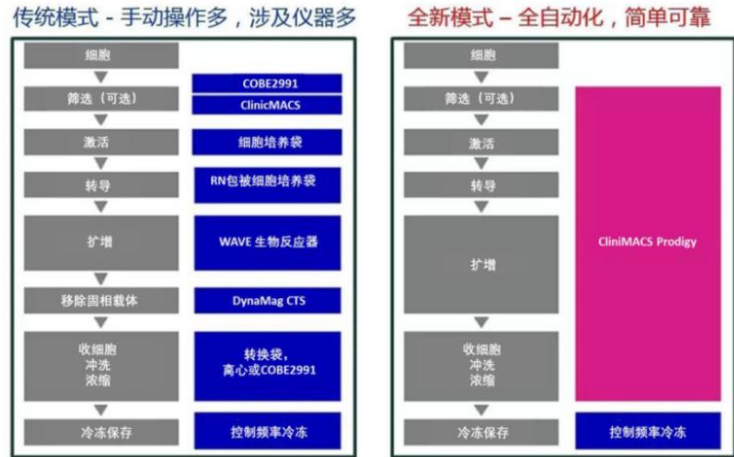 传统模式 - 手动操作多，涉及仪器多
细胞
筛选（可选）
激活
转导
扩增
移除固相载体
收细胞
冲洗
浓缩
冷冻保存
COBE2991
ClinicMACS
细胞培养袋
RN包被细胞培养袋
WAVE 生物反应器
DynaMag CTS
转换袋，
离心或COBE2991
控制频率冷冻
全新模式 – 全自动化，简单可靠
细胞
筛选（可选）
激活
转导
扩增
收细胞
冲洗
浓缩
冷冻保存
CliniMACS Prodigy
控制频率冷冻